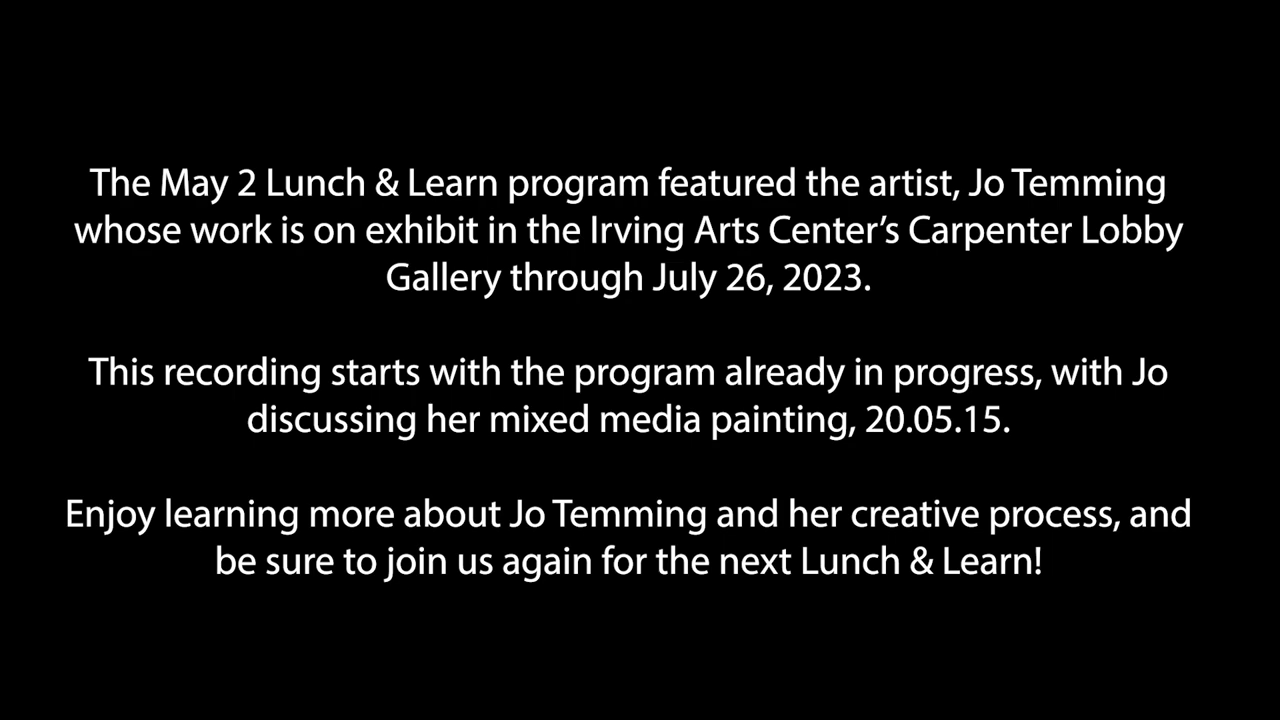 The May 2 Lunch & Learn program featured the artist, Jo Temming
whose work is on exhibit in the Irving Arts Center’s Carpenter Lobby
Gallery through July 26, 2023.
This recording starts with the program already in progress, with Jo
discussing her mixed media painting, 20.05.15.
Enjoy learning more about Jo Temming and her creative process, and
be sure to join us again for the next Lunch & Learn!